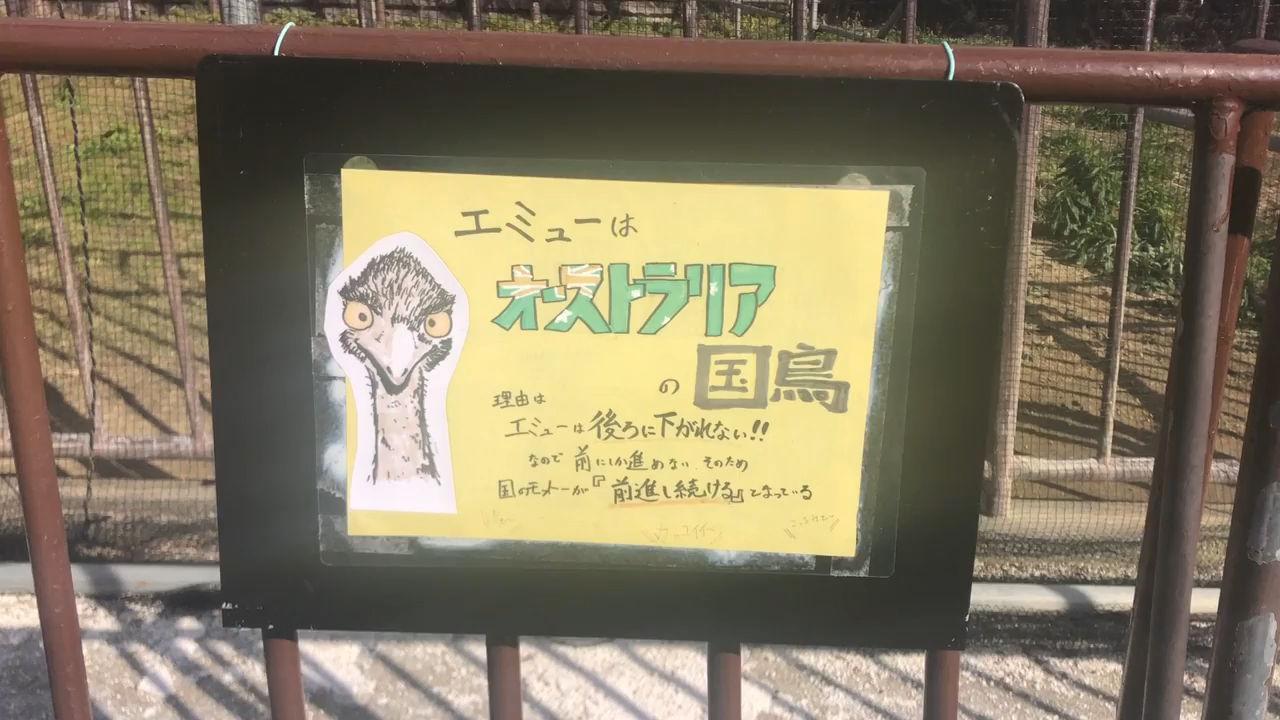 エミューは
オーストラリア
の国鳥
理由は
エミューは後ろに下がれない!!
なので前にしか進めない そのため
国のモットーが『前進し続ける』となっている